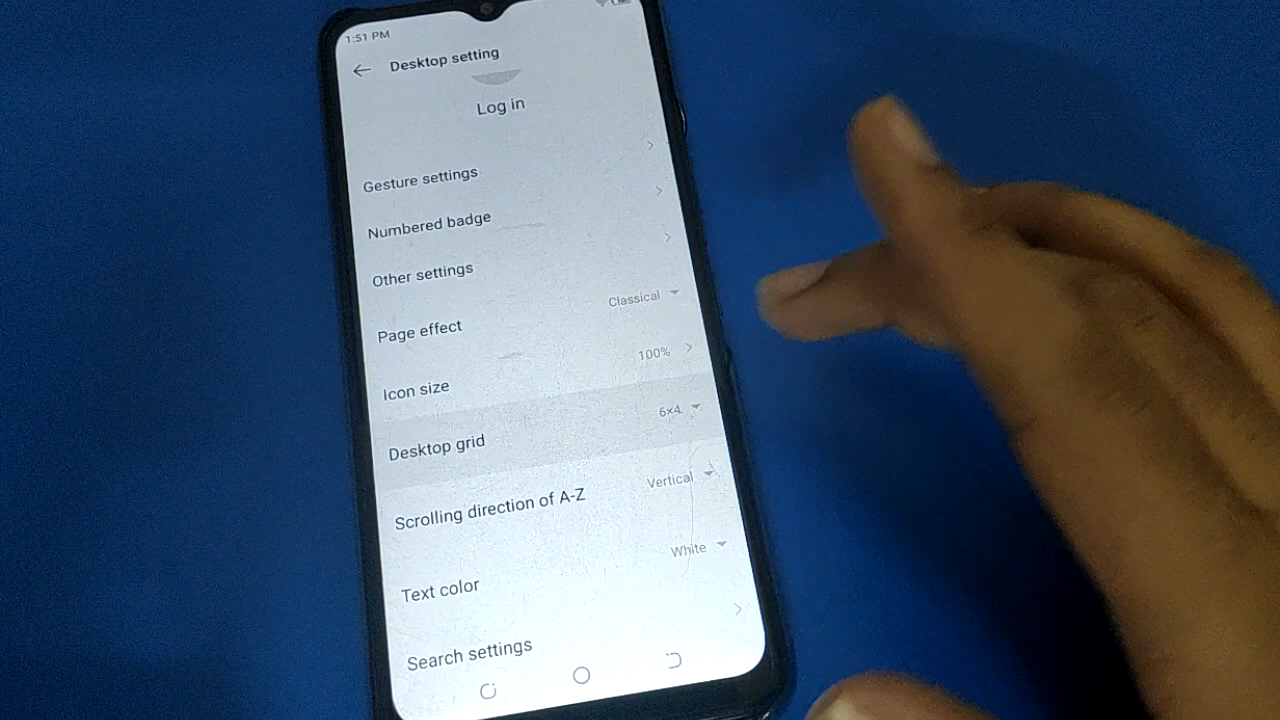 1:51 PM
Desktop setting
Log in
Gesture settings
Numbered badge
Other settings
Page effect Classical
Icon size 100%
Desktop grid 6×4
Scrolling direction of A-Z Vertical
Text color White
Search settings